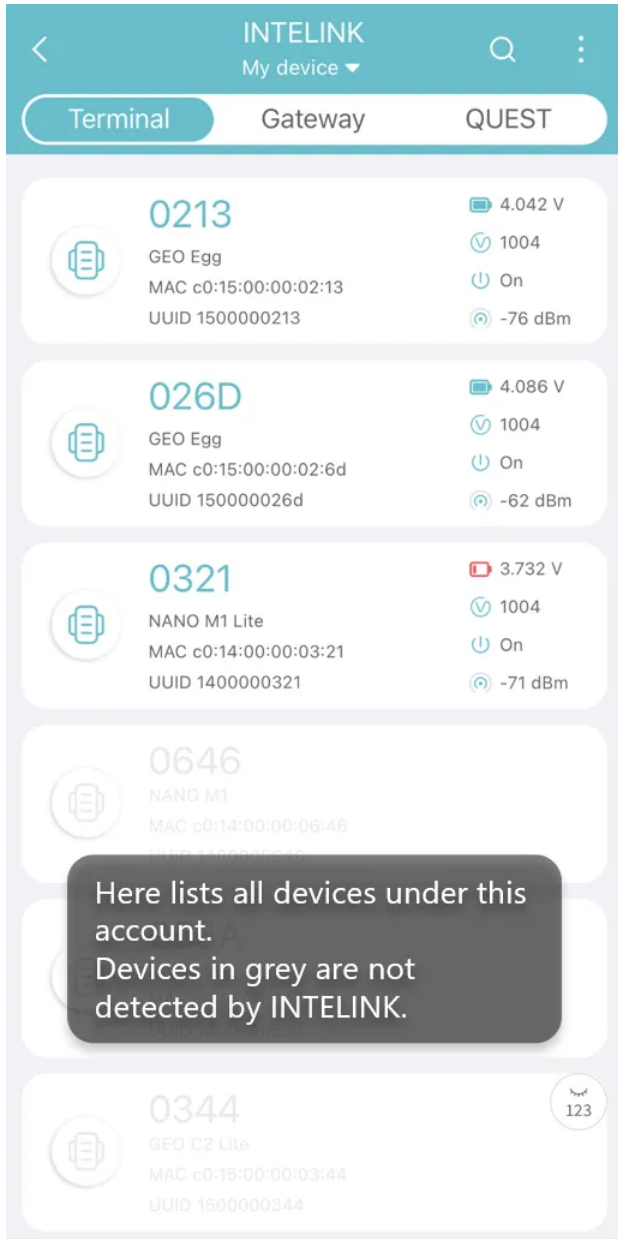 INTELINK
My device
Terminal Gateway QUEST
0213
GEO Egg
MAC c0:15:00:00:02:13
UUID 1500000213
4.042 V
1004
On
-76 dBm
026D
GEO Egg
MAC c0:15:00:00:02:6d
UUID 150000026d
4.086 V
1004
On
-62 dBm
0321
NANO M1 Lite
MAC c0:14:00:00:03:21
UUID 1400000321
3.732 V
1004
On
-71 dBm
0646
NANO M1
MAC c0:14:00:00:06:46
UUID 1400000646
Here lists all devices under this
account.
Devices in grey are not
detected by INTELINK.
0344
GEO C2 Lite
MAC c0:15:00:00:03:44
UUID 1500000344
123